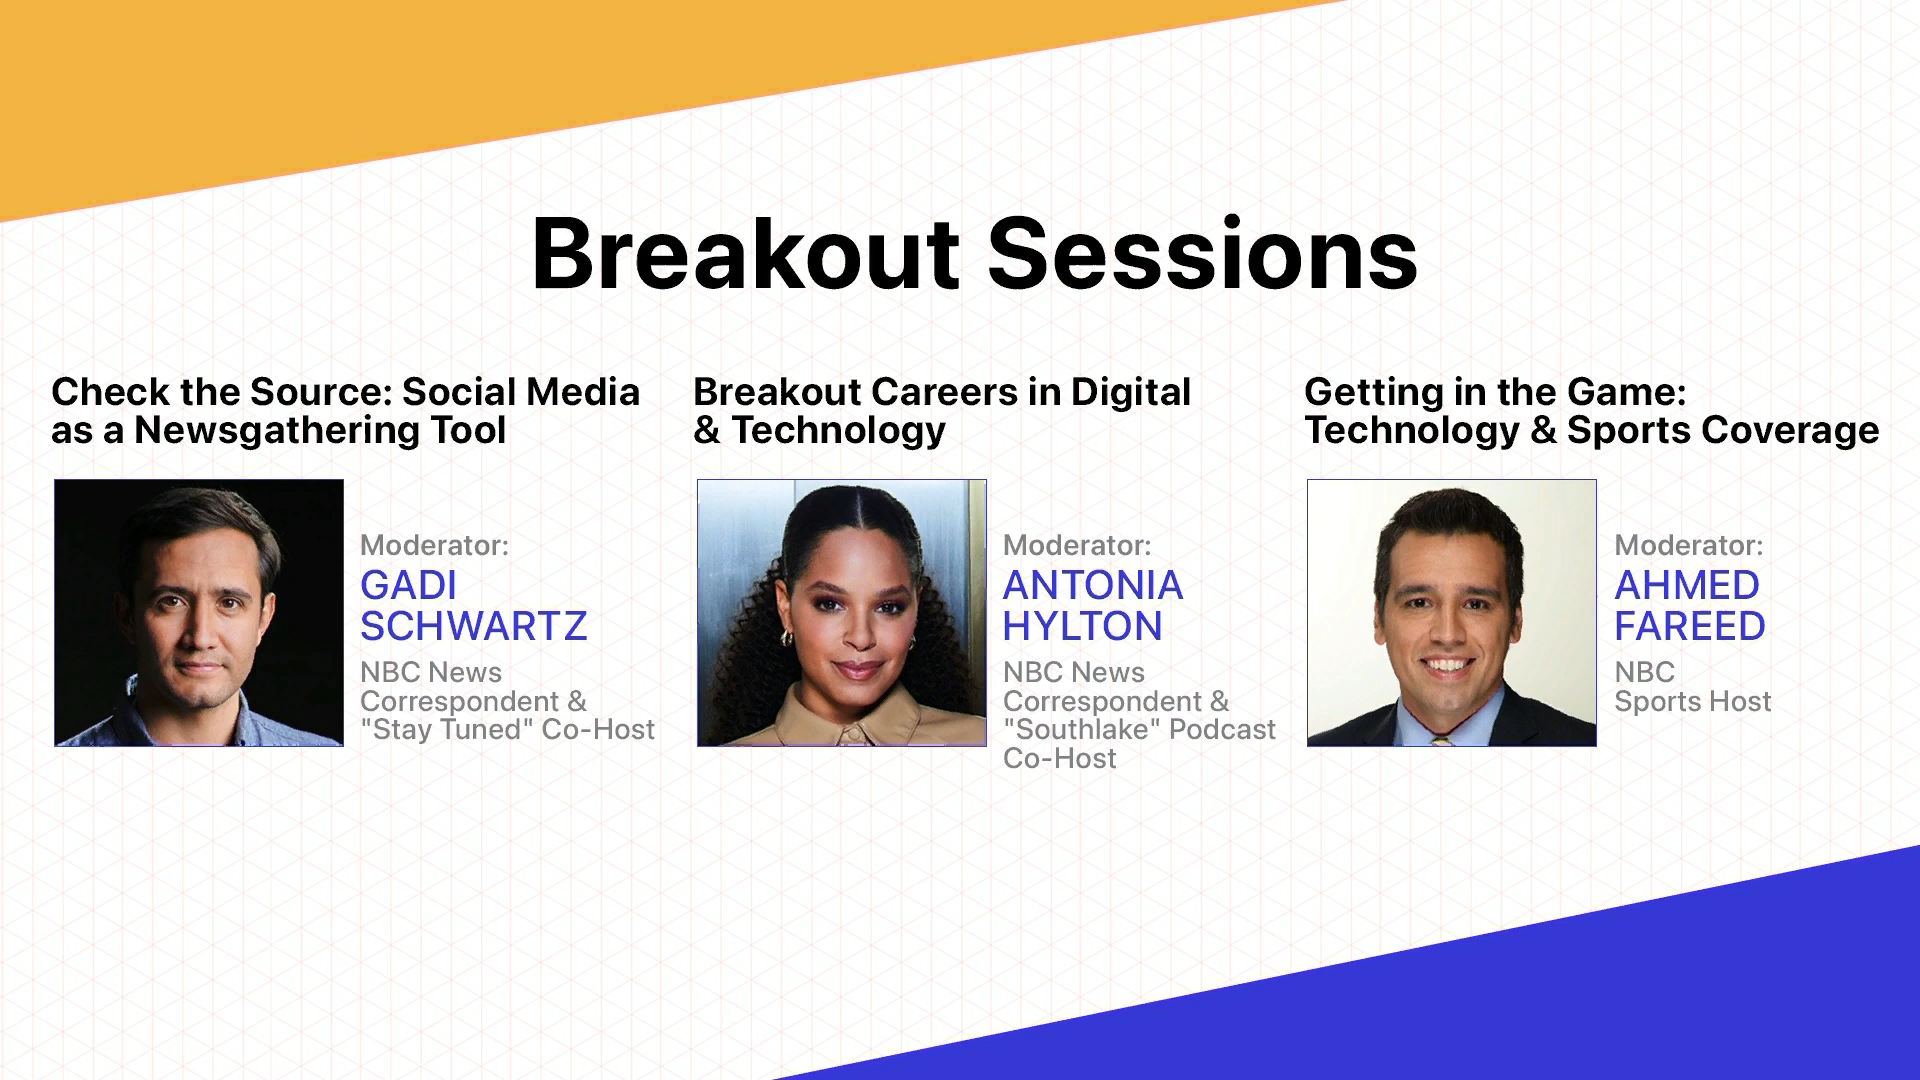 Breakout Sessions
Check the Source: Social Media
as a Newsgathering Tool
Moderator:
GADI
SCHWARTZ
NBC News
Correspondent &
"Stay Tuned" Co-Host
Breakout Careers in Digital
& Technology
Moderator:
ANTONIA
HYLTON
NBC News
Correspondent &
"Southlake" Podcast
Co-Host
Getting in the Game:
Technology & Sports Coverage
Moderator:
AHMED
FAREED
NBC
Sports Host